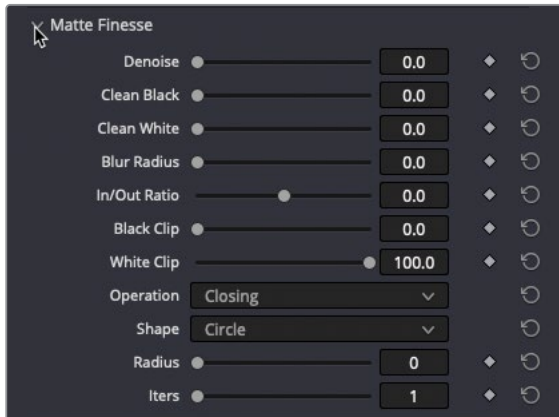 Matte Finesse
Denoise 0.0
Clean Black 0.0
Clean White 0.0
Blur Radius 0.0
In/Out Ratio 0.0
Black Clip 0.0
White Clip 100.0
Operation Closing
Shape Circle
Radius 0
Iters 1